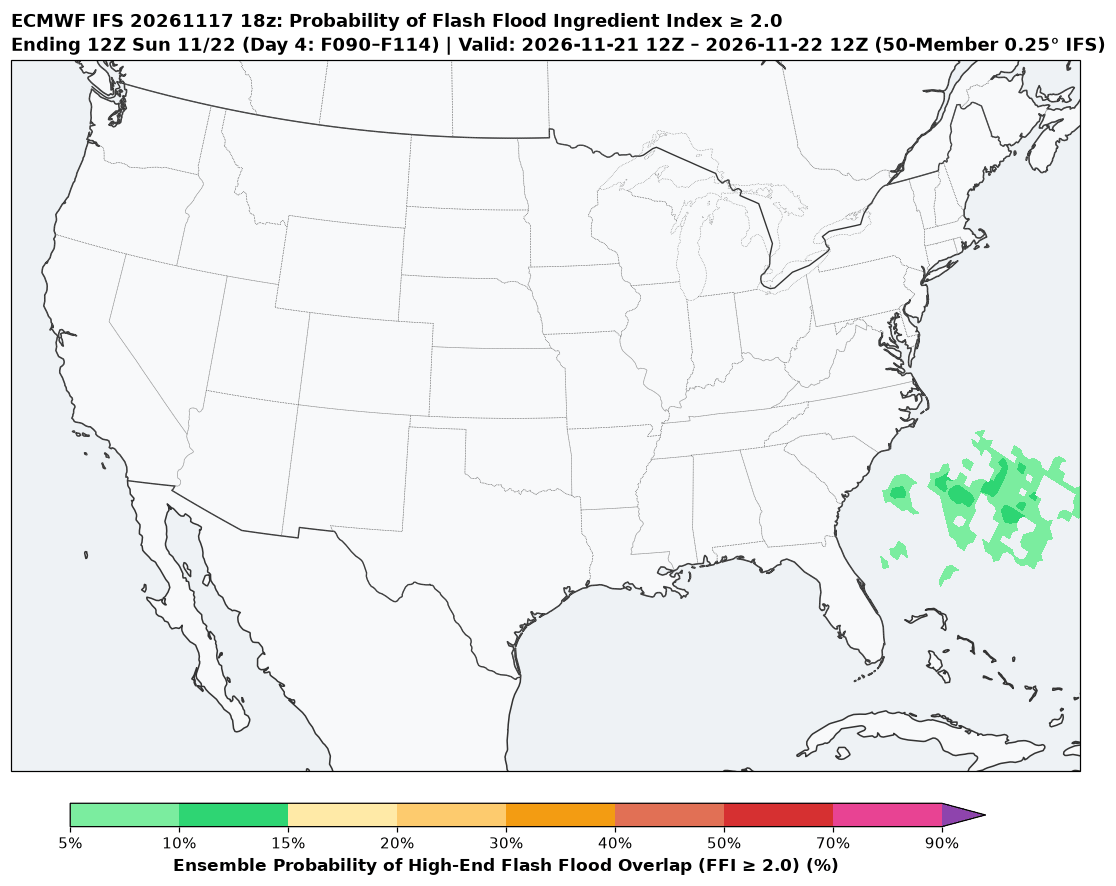 ECMWF IFS 20261117 18z: Probability of Flash Flood Ingredient Index ≥ 2.0
Ending 12Z Sun 11/22 (Day 4: F090–F114) | Valid: 2026-11-21 12Z – 2026-11-22 12Z (50-Member 0.25° IFS)
5% 10% 15% 20% 30% 40% 50% 70% 90%
Ensemble Probability of High-End Flash Flood Overlap (FFI ≥ 2.0) (%)